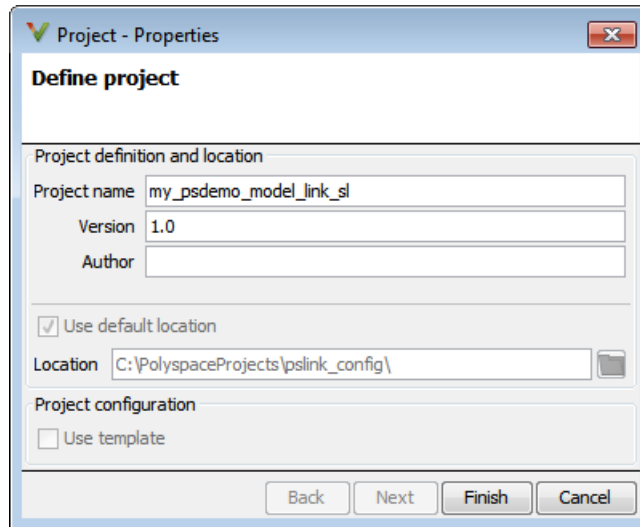 Project - Properties
Define project
Project definition and location
Project name my_psdemo_model_link_sl
Version 1.0
Author
Use default location
Location C:\PolyspaceProjects\pslink_config\
Project configuration
Use template
Back Next Finish Cancel